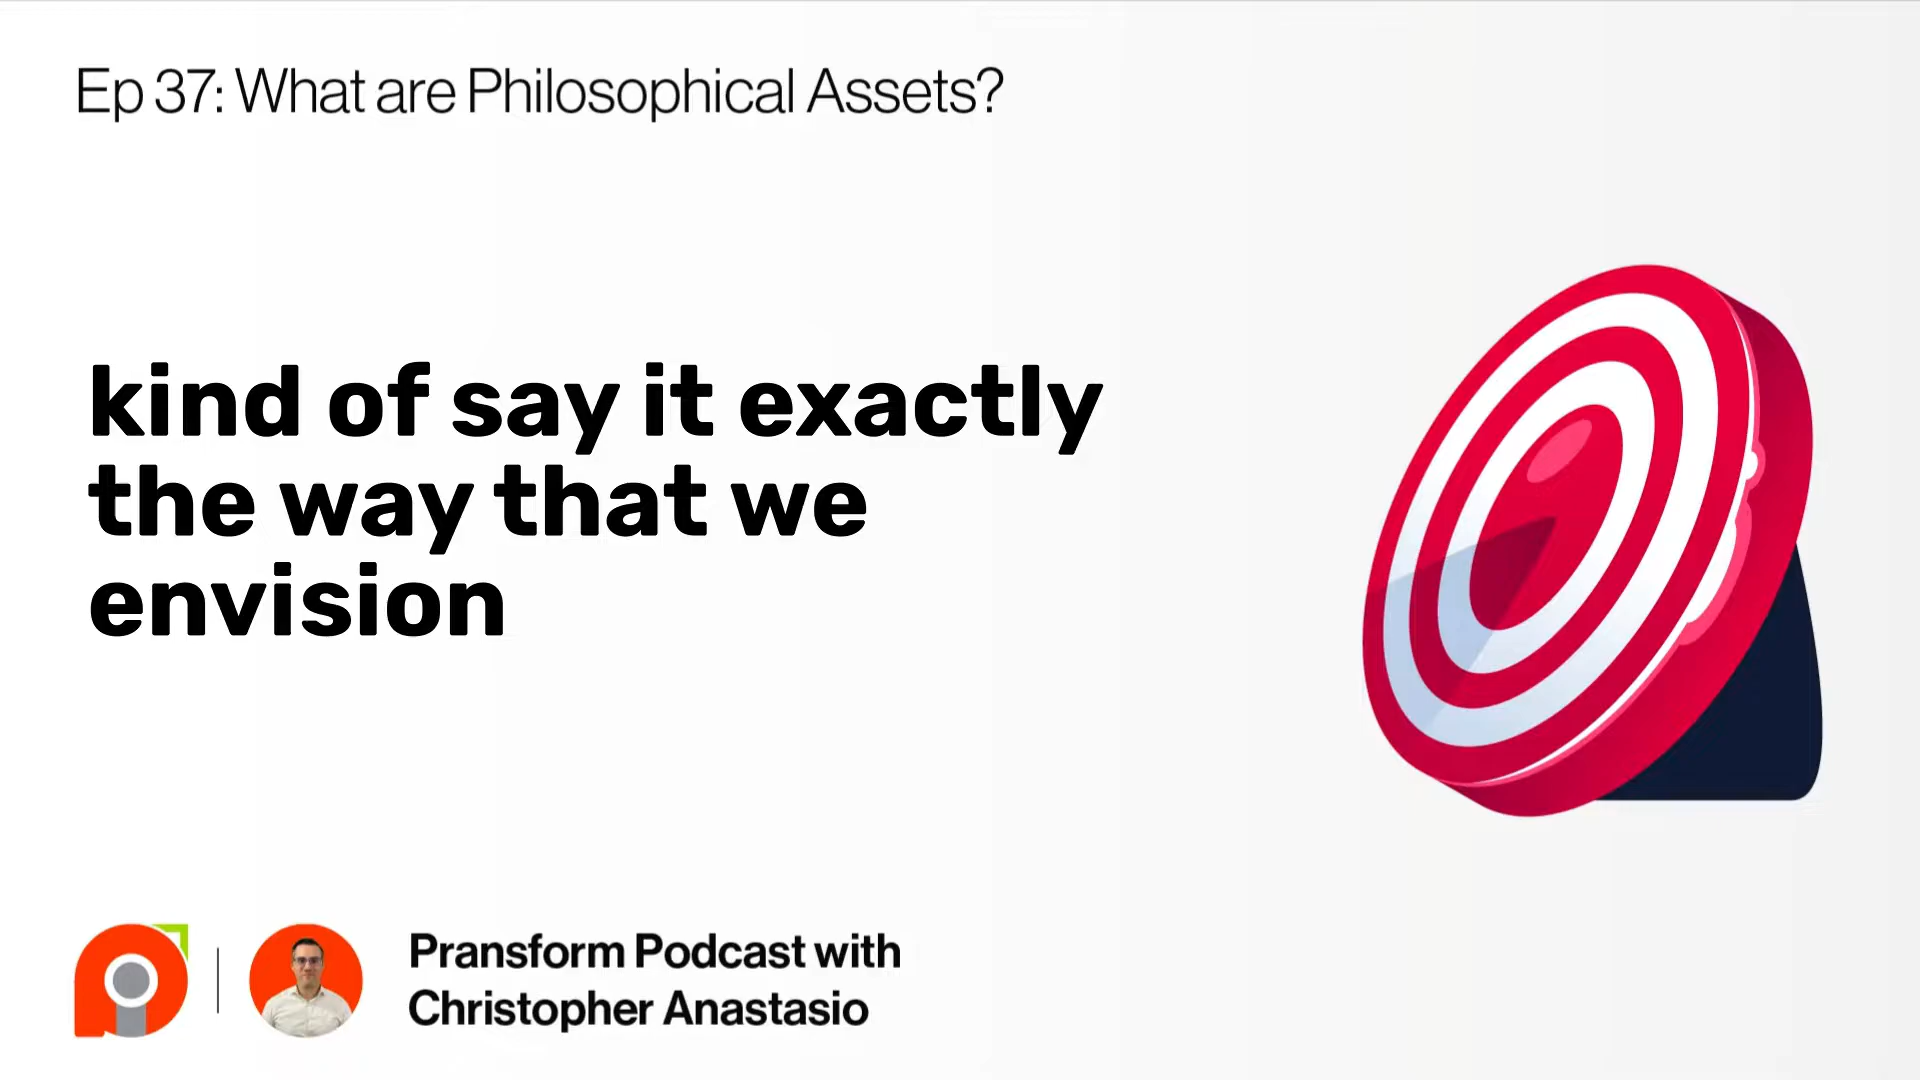 Ep 37: What are Philosophical Assets?
kind of say it exactly
the way that we
envision
Pransform Podcast with
Christopher Anastasio